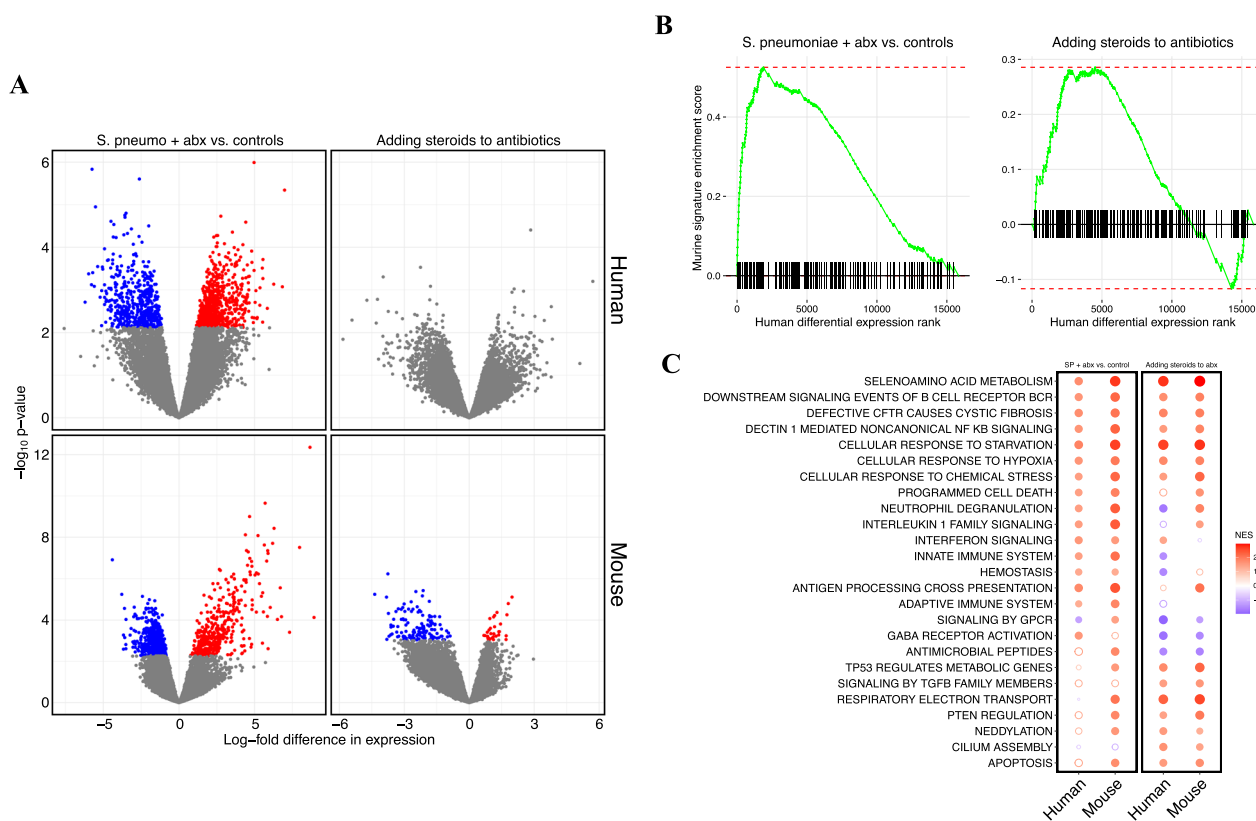 A
S. pneumo + abx vs. controls
Adding steroids to antibiotics
6
4
2
0
Human
12
8
4
0
Mouse
−log10 p−value
−5
0
5
−6
−3
0
3
6
Log−fold difference in expression
B
S. pneumoniae + abx vs. controls
Adding steroids to antibiotics
Murine signature enrichment score
0.4
0.2
0.0
0.3
0.2
0.1
0.0
−0.1
0
5000
10000
15000
0
5000
10000
15000
Human differential expression rank
Human differential expression rank
C
SP + abx vs. control
Adding steroids to abx
SELENOAMINO ACID METABOLISM
DOWNSTREAM SIGNALING EVENTS OF B CELL RECEPTOR BCR
DEFECTIVE CFTR CAUSES CYSTIC FIBROSIS
DECTIN 1 MEDIATED NONCANONICAL NF KB SIGNALING
CELLULAR RESPONSE TO STARVATION
CELLULAR RESPONSE TO HYPOXIA
CELLULAR RESPONSE TO CHEMICAL STRESS
PROGRAMMED CELL DEATH
NEUTROPHIL DEGRANULATION
INTERLEUKIN 1 FAMILY SIGNALING
INTERFERON SIGNALING
INNATE IMMUNE SYSTEM
HEMOSTASIS
ANTIGEN PROCESSING CROSS PRESENTATION
ADAPTIVE IMMUNE SYSTEM
SIGNALING BY GPCR
GABA RECEPTOR ACTIVATION
ANTIMICROBIAL PEPTIDES
TP53 REGULATES METABOLIC GENES
SIGNALING BY TGFB FAMILY MEMBERS
RESPIRATORY ELECTRON TRANSPORT
PTEN REGULATION
NEDDYLATION
CILIUM ASSEMBLY
APOPTOSIS
Human
Mouse
Human
Mouse
NES
2
1